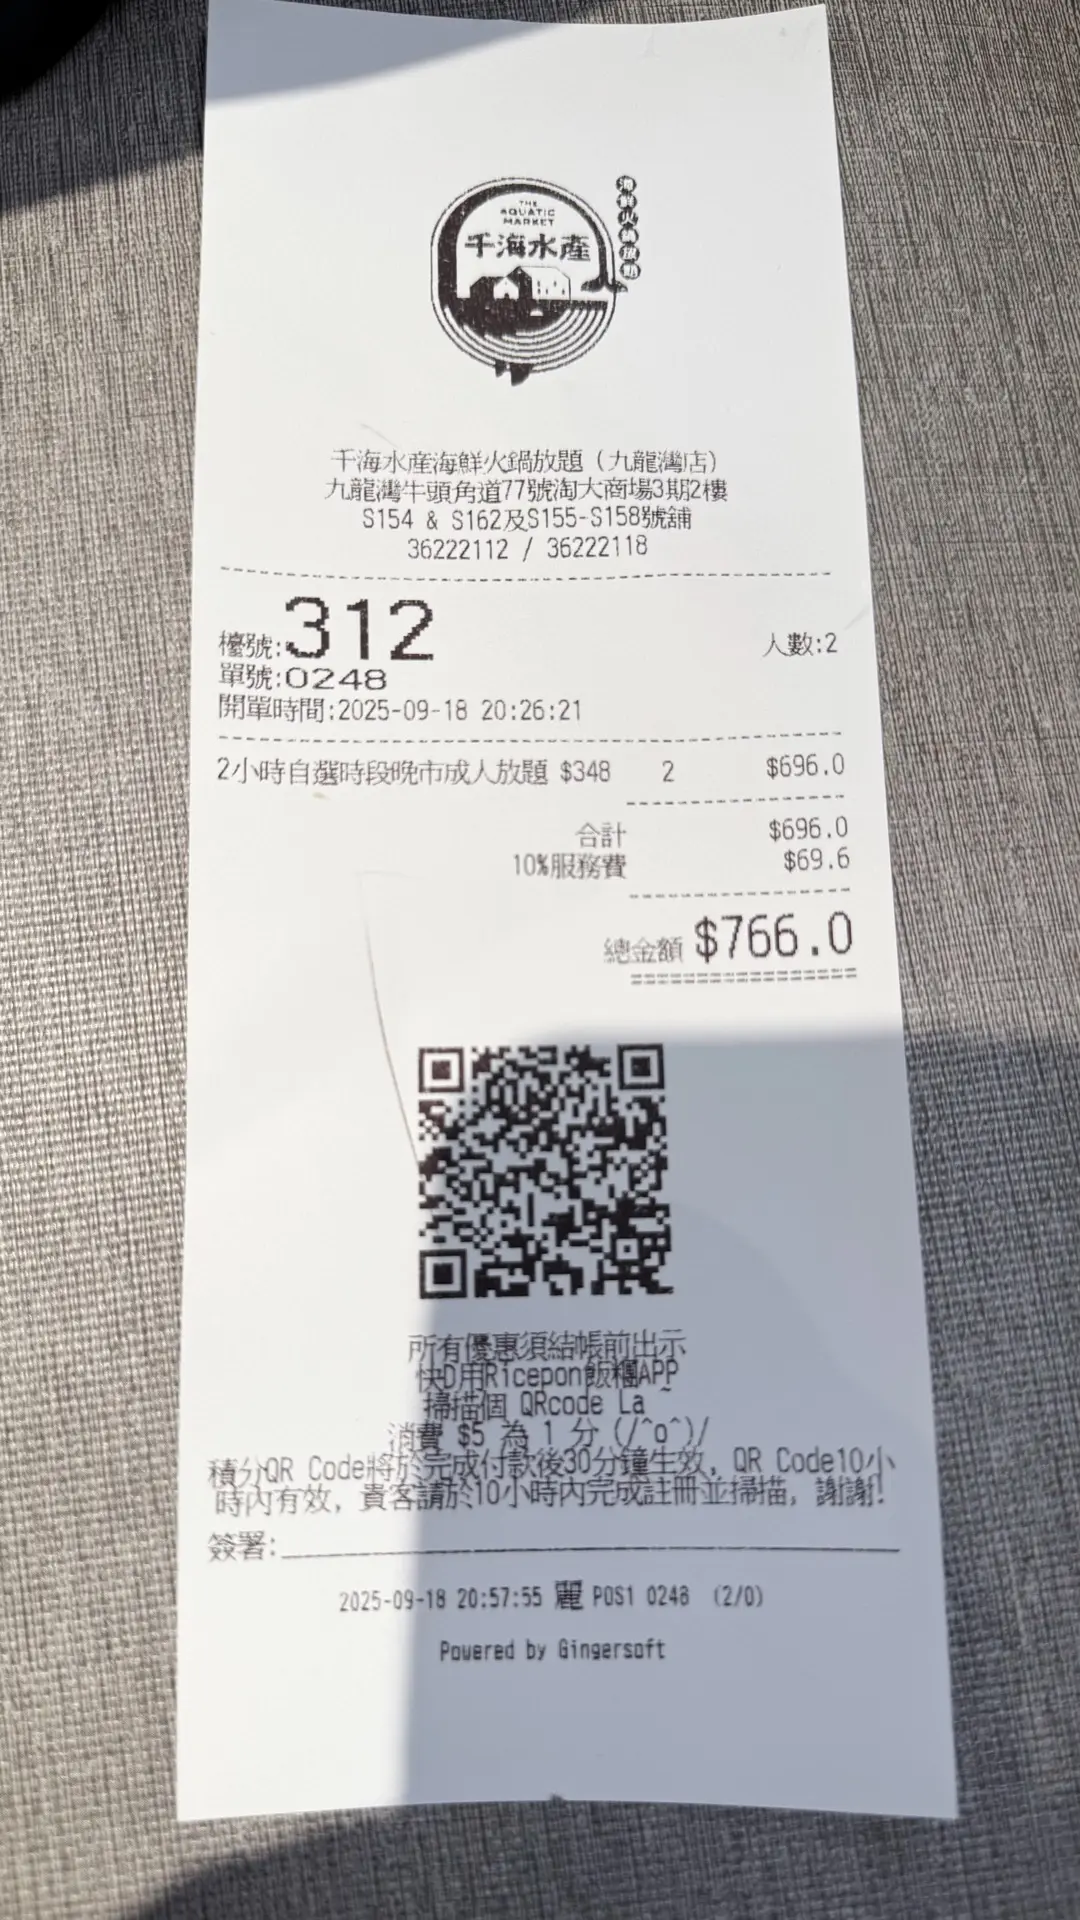 THE
AQUATIC
MARKET
千海水產
海鮮火鍋放題
千海水産海鮮火鍋放題（九龍灣店）
九龍灣牛頭角道77號淘大商場3期2樓
S154 & S162及S155-S158號舖
36222112 / 36222118
檯號:312 人數:2
單號:0248
開單時間:2025-09-18 20:26:21
2小時自選時段晚市成人放題 $348 2 $696.0
合計 $696.0
10%服務費 $69.6
總金額 $766.0
所有優惠須結帳前出示
快D用Ricepon飯糰APP
掃描個 QRcode La ~
消費 $5 為 1 分 (/^o^)/
積分QR Code將於完成付款後30分鐘生效, QR Code10小
時內有效, 貴客請於10小時內完成註冊並掃描, 謝謝!
簽署:
2025-09-18 20:57:55 麗 POS1 0248 (2/0)
Powered by Gingersoft